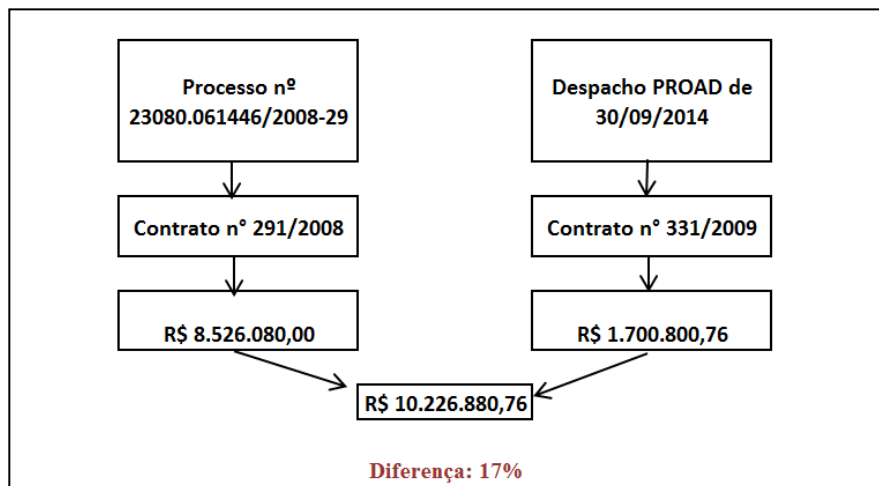 Processo nº
23080.061446/2008-29
Despacho PROAD de
30/09/2014
Contrato n° 291/2008
Contrato n° 331/2009
R$ 8.526.080,00
R$ 1.700.800,76
R$ 10.226.880,76
Diferença: 17%